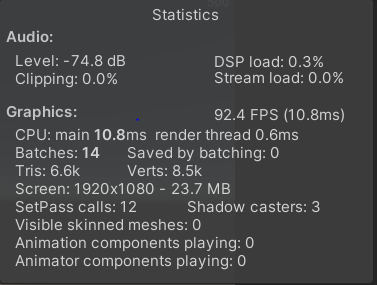 Statistics
Audio:
Level: -74.8 dB DSP load: 0.3%
Clipping: 0.0% Stream load: 0.0%
Graphics: 92.4 FPS (10.8ms)
CPU: main 10.8ms render thread 0.6ms
Batches: 14 Saved by batching: 0
Tris: 6.6k Verts: 8.5k
Screen: 1920x1080 - 23.7 MB
SetPass calls: 12 Shadow casters: 3
Visible skinned meshes: 0
Animation components playing: 0
Animator components playing: 0